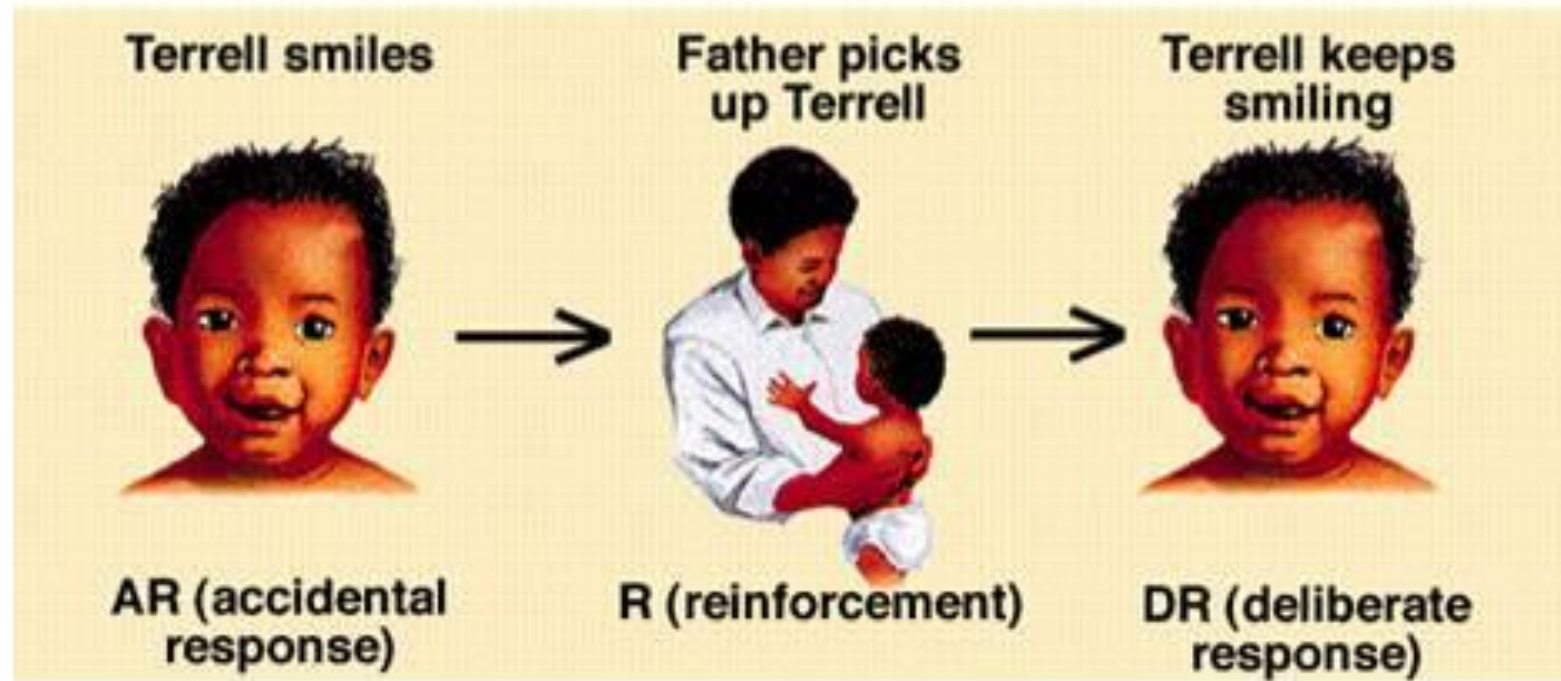 Terrell smiles
Father picks
up Terrell
Terrell keeps
smiling
AR (accidental
response)
R (reinforcement)
DR (deliberate
response)